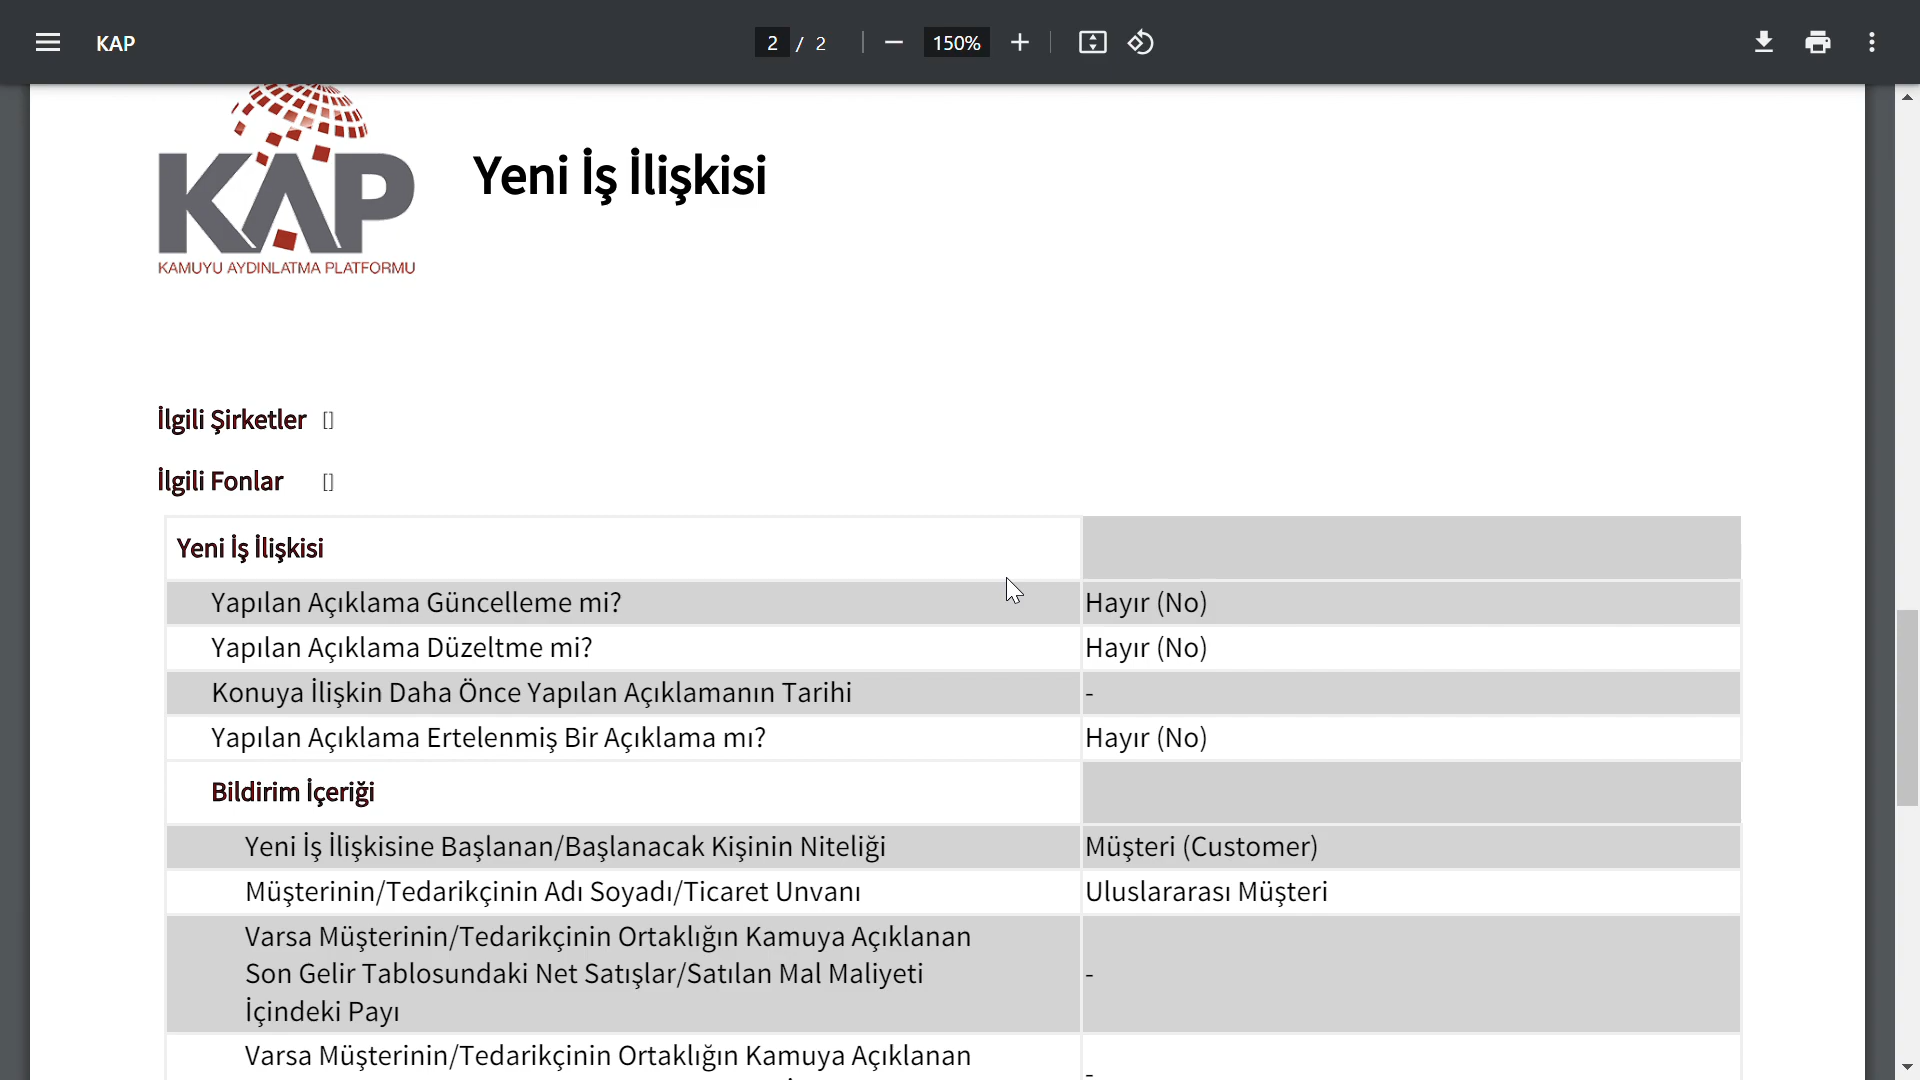 KAP
2 / 2
150%
KAP
KAMUYU AYDINLATMA PLATFORMU
Yeni İş İlişkisi
İlgili Şirketler []
İlgili Fonlar []
Yeni İş İlişkisi
Yapılan Açıklama Güncelleme mi? Hayır (No)
Yapılan Açıklama Düzeltme mi? Hayır (No)
Konuya İlişkin Daha Önce Yapılan Açıklamanın Tarihi -
Yapılan Açıklama Ertelenmiş Bir Açıklama mı? Hayır (No)
Bildirim İçeriği
Yeni İş İlişkisine Başlanan/Başlanacak Kişinin Niteliği Müşteri (Customer)
Müşterinin/Tedarikçinin Adı Soyadı/Ticaret Unvanı Uluslararası Müşteri
Varsa Müşterinin/Tedarikçinin Ortaklığın Kamuya Açıklanan
Son Gelir Tablosundaki Net Satışlar/Satılan Mal Maliyeti -
İçindeki Payı
Varsa Müşterinin/Tedarikçinin Ortaklığın Kamuya Açıklanan
-